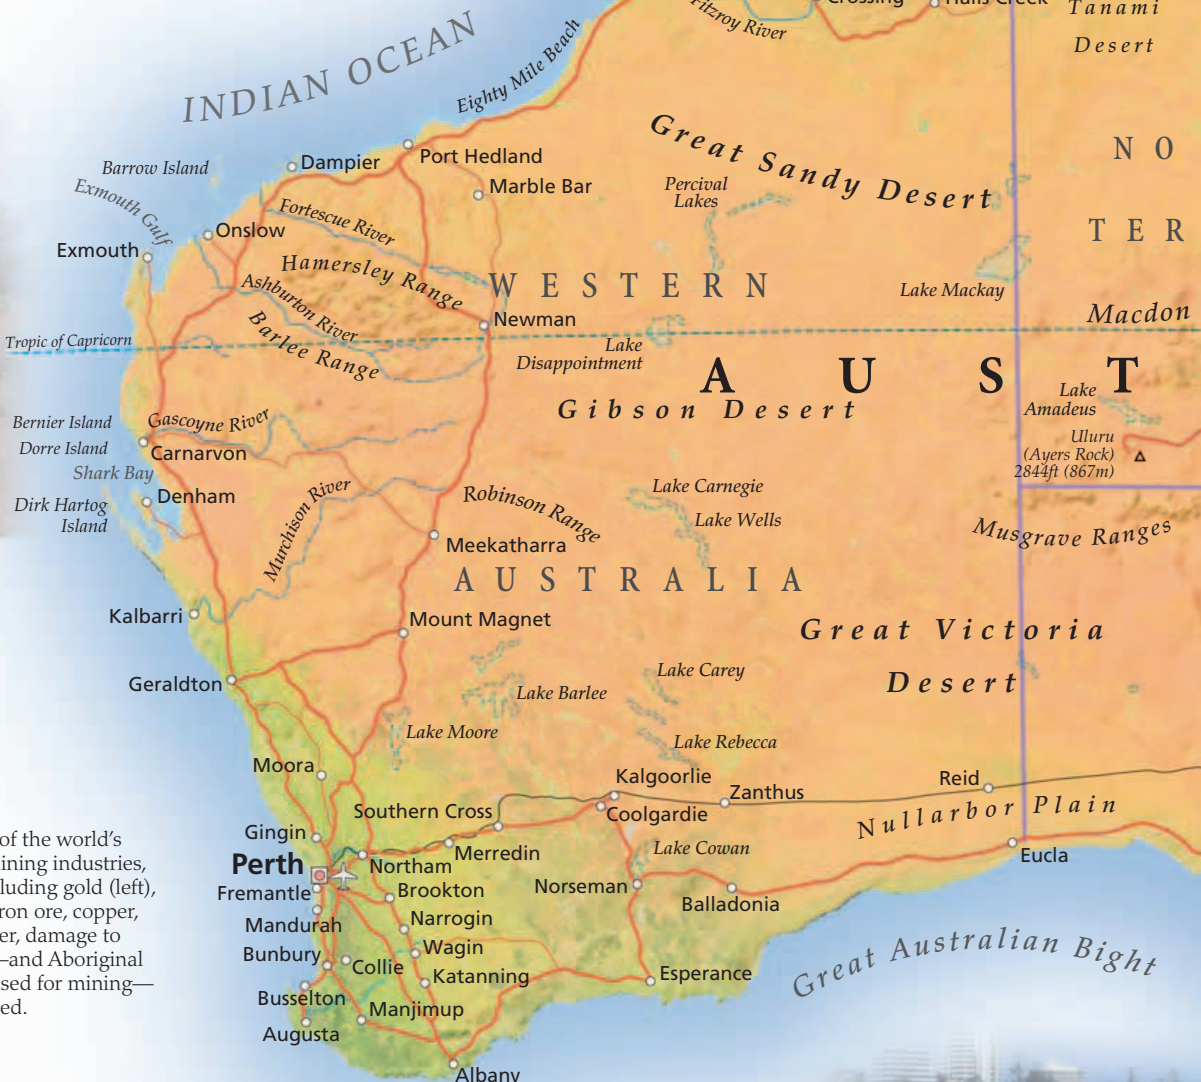 Crossing
Halls Creek
Fitzroy River
Tanami
Desert
INDIAN OCEAN
Eighty Mile Beach
Great Sandy Desert
N O
Barrow Island
Dampier
Port Hedland
Marble Bar
Percival
Lakes
Exmouth Gulf
Fortescue River
Onslow
T E R
Exmouth
Hamersley Range
WESTERN
Ashburton River
Lake Mackay
Macdon
Barlee Range
Newman
Tropic of Capricorn
Lake
Disappointment
A U S T
Lake
Amadeus
Gibson Desert
Bernier Island
Gascoyne River
Dorre Island
Carnarvon
Uluru
(Ayers Rock)
2844ft (867m)
Shark Bay
Denham
Dirk Hartog
Island
Murchison River
Robinson Range
Lake Carnegie
Lake Wells
Musgrave Ranges
Meekatharra
AUSTRALIA
Kalbarri
Mount Magnet
Great Victoria
Desert
Geraldton
Lake Carey
Lake Barlee
Lake Moore
Lake Rebecca
Moora
Kalgoorlie
Zanthus
Reid
Southern Cross
Coolgardie
Nullarbor Plain
Gingin
Merredin
Lake Cowan
Eucla
Perth
Northam
Fremantle
Brookton
Norseman
Balladonia
Mandurah
Narrogin
Bunbury
Wagin
Collie
Katanning
Esperance
Great Australian Bight
Busselton
Manjimup
Augusta
Albany
of the world's
ining industries,
luding gold (left),
ron ore, copper,
er, damage to
—and Aboriginal
sed for mining—
ed.